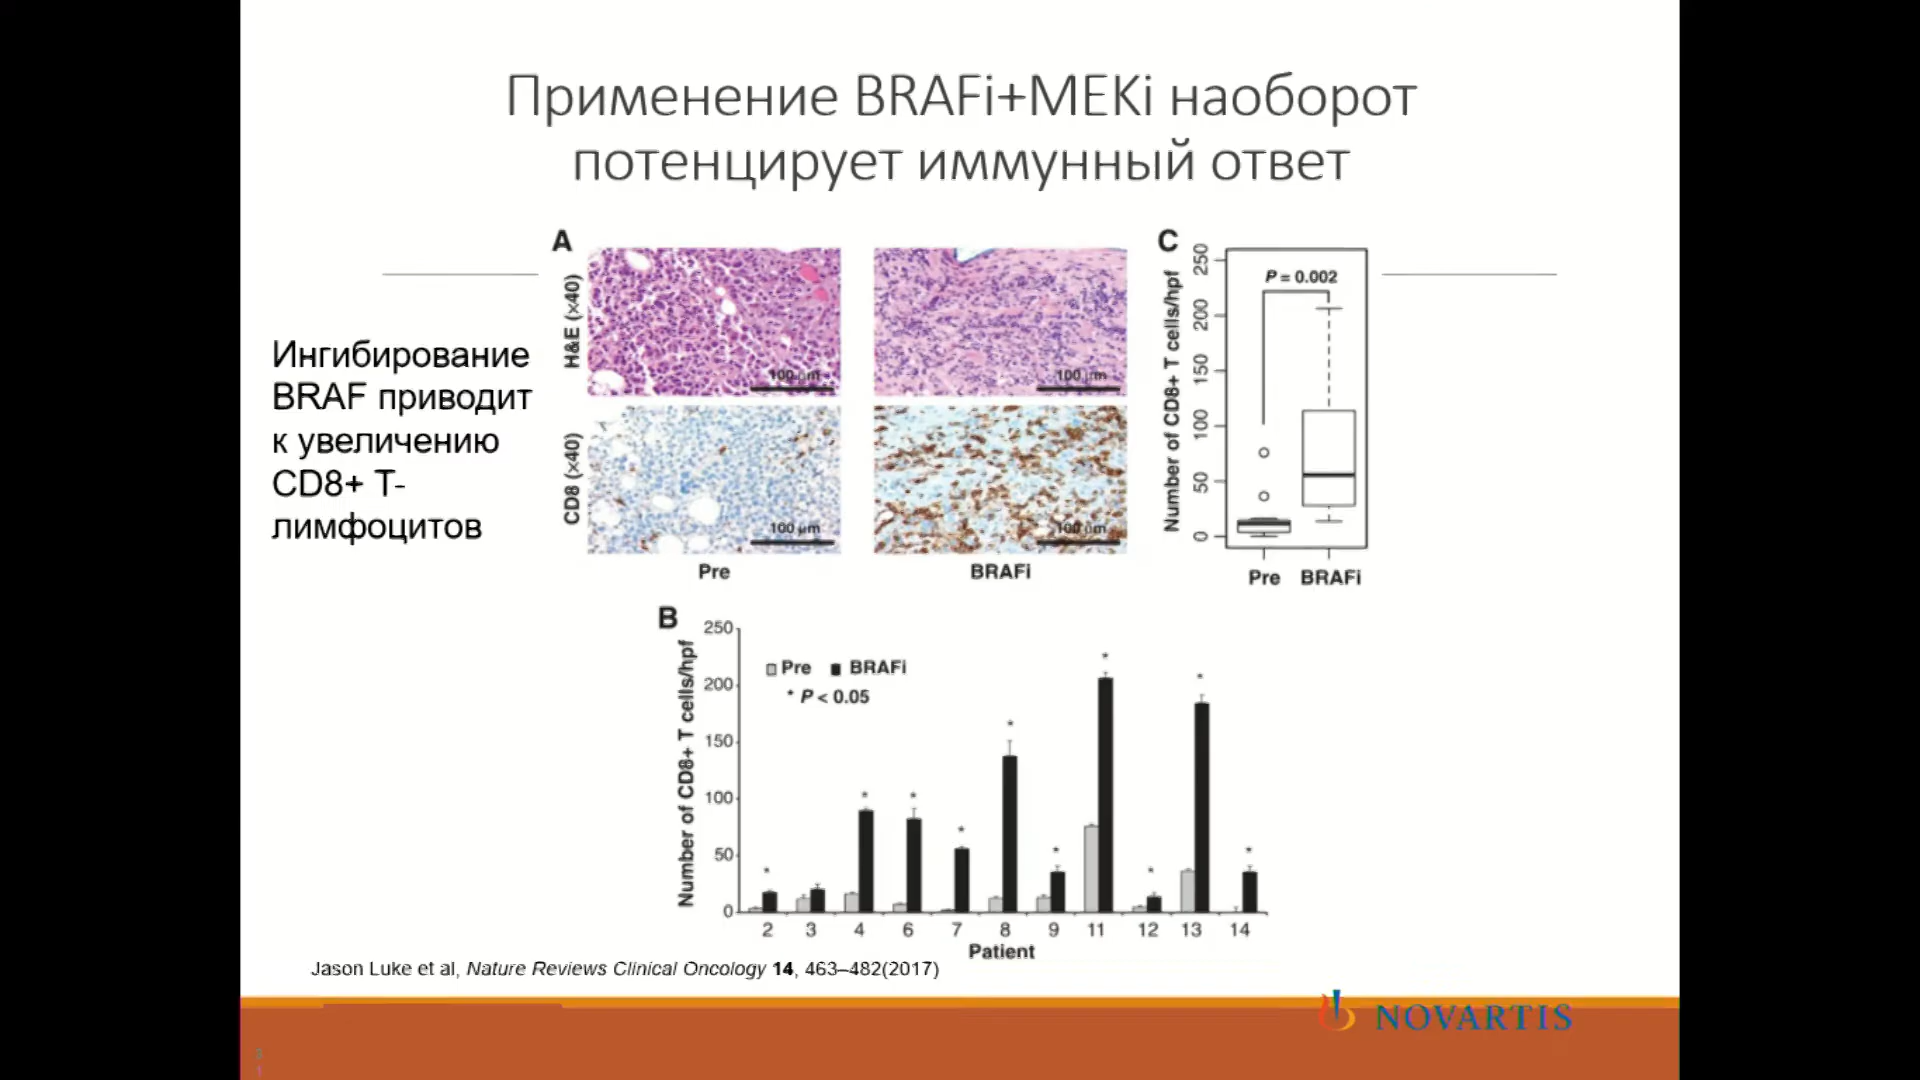 Применение BRAFi+MEKi наоборот
потенцирует иммунный ответ
Ингибирование
BRAF приводит
к увеличению
CD8+ Т-
лимфоцитов
A
H&E (×40)
100 μm
100 μm
CD8 (×40)
100 μm
100 μm
Pre
BRAFi
C
Number of CD8+ T cells/hpf
250
200
150
100
50
0
P = 0.002
Pre
BRAFi
B
Number of CD8+ T cells/hpf
250
200
150
100
50
0
Pre
BRAFi
* P < 0.05
2 3 4 6 7 8 9 11 12 13 14
Patient
Jason Luke et al, Nature Reviews Clinical Oncology 14, 463–482(2017)
NOVARTIS